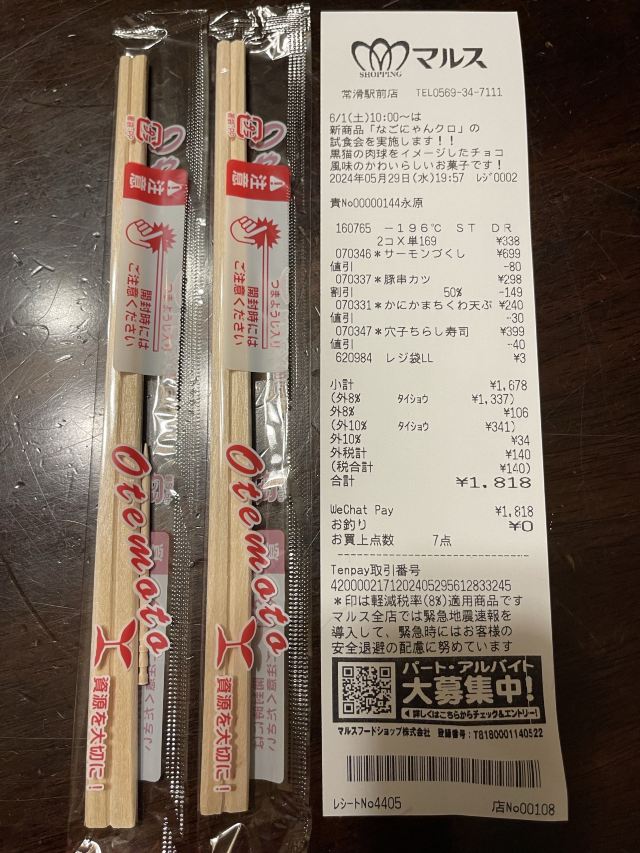 注意
開封時には
ご注意ください
つまようじ入り
Otemoto
資源を大切に!
注意
開封時には
ご注意ください
つまようじ入り
Otemoto
資源を大切に!
SHOPPING
マルス
常滑駅前店 TEL0569-34-7111
6/1(土)10:00~は
新商品「なごにゃんクロ」の
試食会を実施します!!
黒猫の肉球をイメージしたチョコ
風味のかわいらしいお菓子です!
2024年05月29日(水)19:57 レジ0002
責No00000144永原
160765 -196℃ ST DR
2コX単169 ¥338
070346*サーモンづくし ¥699
値引 -80
070337*豚串カツ ¥298
割引 50% -149
070331*かにかまちくわ天ぷ ¥240
値引 -30
070347*穴子ちらし寿司 ¥399
値引 -40
620984 レジ袋LL ¥3
小計 ¥1,678
(外8% タイショウ ¥1,337)
外8% ¥106
(外10% タイショウ ¥341)
外10% ¥34
外税計 ¥140
(税合計 ¥140)
合計 ¥1,818
WeChat Pay ¥1,818
お釣り ¥0
お買上点数 7点
Tenpay取引番号
4200002171202405295612833245
*印は軽減税率(8%)適用商品です
マルス全店では緊急地震速報を
導入して、緊急時にはお客様の
安全退避の配慮に努めています
パート・アルバイト
大募集中!
詳しくはこちらからチェック&エントリー!
マルスフードショップ株式会社 登録番号:T8180001140522
レシートNo4405 店No00108